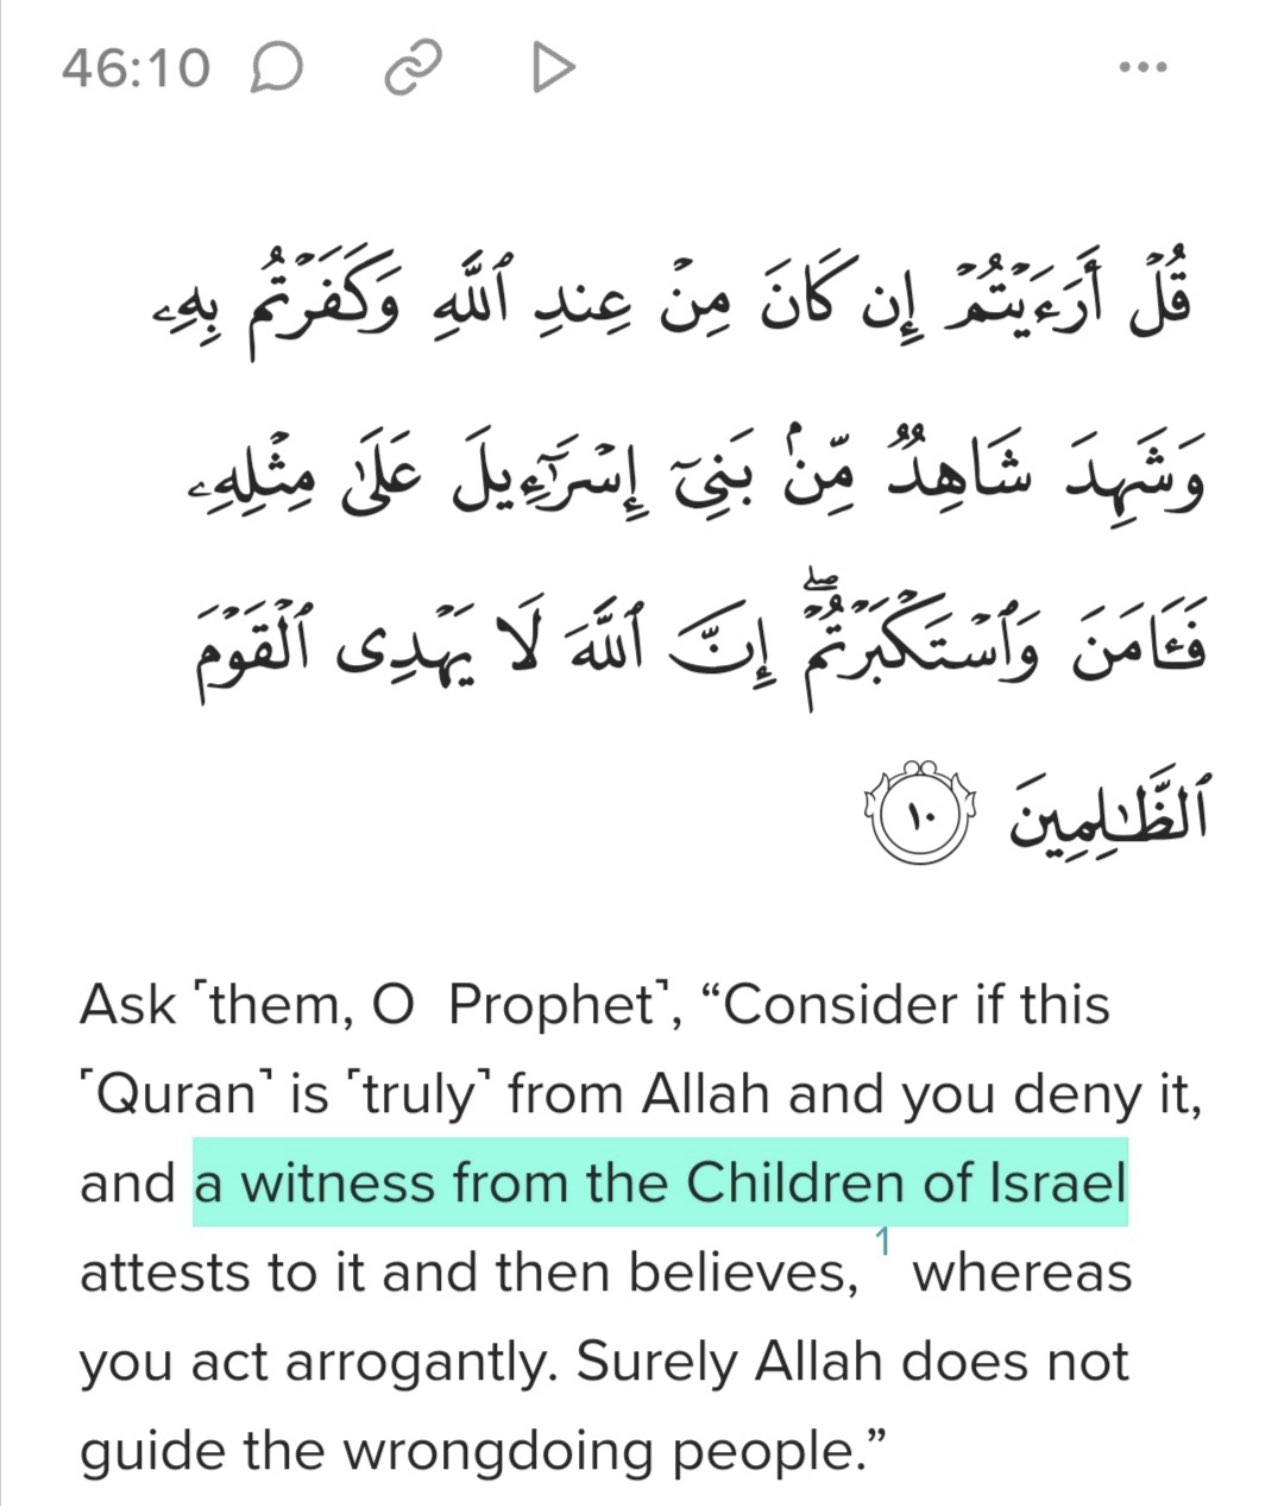 46:10
قُلْ أَرَءَيْتُمْ إِن كَانَ مِنْ عِندِ ٱللَّهِ وَكَفَرْتُم بِهِۦ
وَشَهِدَ شَاهِدٌ مِّنۢ بَنِىٓ إِسْرَٰٓءِيلَ عَلَىٰ مِثْلِهِۦ
فَـَٔامَنَ وَٱسْتَكْبَرْتُمْ ۖ إِنَّ ٱللَّهَ لَا يَهْدِى ٱلْقَوْمَ
ٱلظَّـٰلِمِينَ ١٠
Ask ˹them, O Prophet˺, “Consider if this
˹Quran˺ is ˹truly˺ from Allah and you deny it,
and a witness from the Children of Israel
attests to it and then believes, 1 whereas
you act arrogantly. Surely Allah does not
guide the wrongdoing people.”